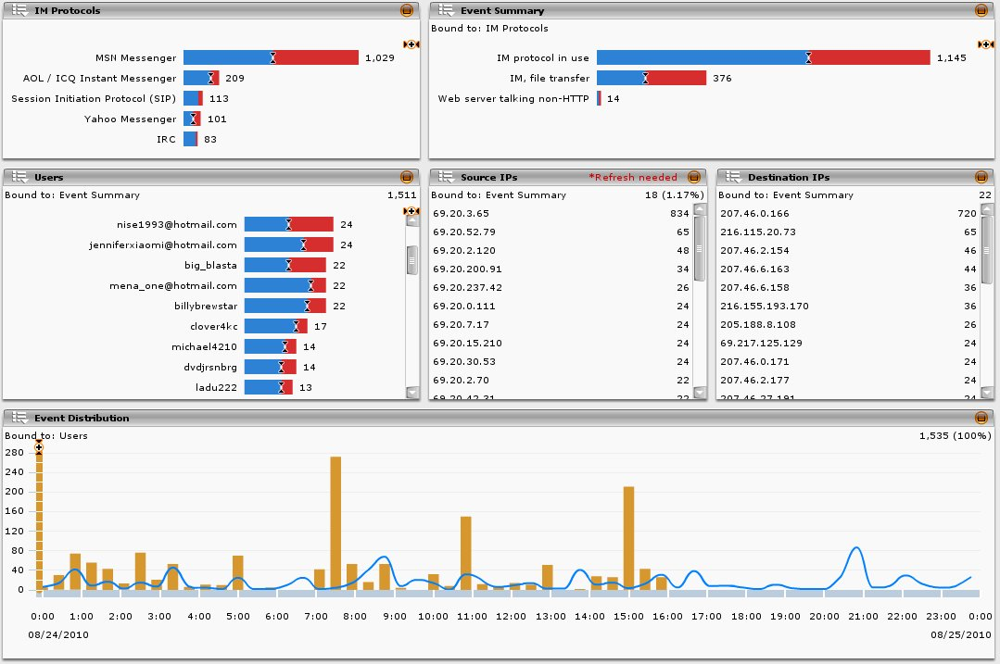 IM Protocols
MSN Messenger 1,029
AOL / ICQ Instant Messenger 209
Session Initiation Protocol (SIP) 113
Yahoo Messenger 101
IRC 83
Event Summary
Bound to: IM Protocols
IM protocol in use 1,145
IM, file transfer 376
Web server talking non-HTTP 14
Users
Bound to: Event Summary 1,511
nise1993@hotmail.com 24
jenniferxiaomi@hotmail.com 24
big_blasta 22
mena_one@hotmail.com 22
billybrewstar 22
clover4kc 17
michael4210 14
dvdjrsnbrg 14
ladu222 13
Source IPs *Refresh needed
Bound to: Event Summary 18 (1.17%)
69.20.3.65 834
69.20.52.79 65
69.20.2.120 48
69.20.200.91 34
69.20.237.42 26
69.20.0.111 24
69.20.7.17 24
69.20.15.210 24
69.20.30.53 24
69.20.2.70 22
69.20.42.31 22
Destination IPs
Bound to: Event Summary 22
207.46.0.166 720
216.115.20.73 65
207.46.2.154 46
207.46.6.163 44
207.46.6.158 36
216.155.193.170 36
205.188.8.108 26
69.217.125.129 24
207.46.0.171 24
207.46.2.177 24
207.46.27.191 24
Event Distribution
Bound to: Users 1,535 (100%)
280
240
200
160
120
80
40
0
0:00 1:00 2:00 3:00 4:00 5:00 6:00 7:00 8:00 9:00 10:00 11:00 12:00 13:00 14:00 15:00 16:00 17:00 18:00 19:00 20:00 21:00 22:00 23:00 0:00
08/24/2010 08/25/2010